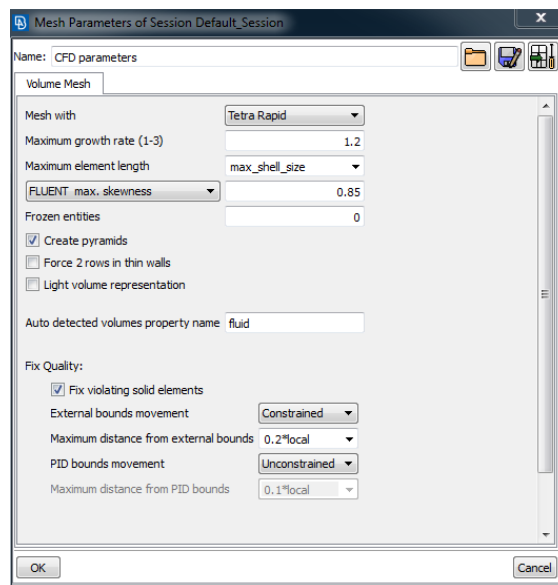 Mesh Parameters of Session Default_Session
X
Name: CFD parameters
Volume Mesh
Mesh with Tetra Rapid
Maximum growth rate (1-3) 1.2
Maximum element length max_shell_size
FLUENT max. skewness 0.85
Frozen entities 0
Create pyramids
Force 2 rows in thin walls
Light volume representation
Auto detected volumes property name fluid
Fix Quality:
Fix violating solid elements
External bounds movement Constrained
Maximum distance from external bounds 0.2*local
PID bounds movement Unconstrained
Maximum distance from PID bounds 0.1*local
OK Cancel